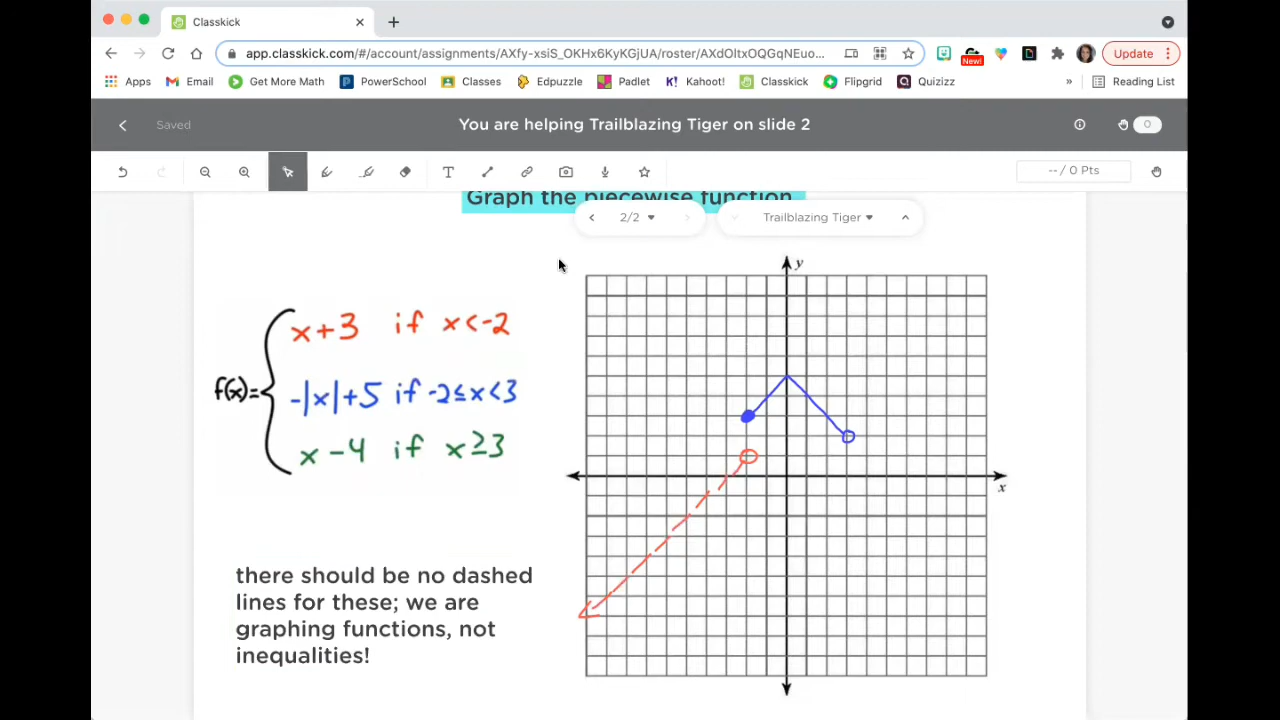 Classkick
app.classkick.com/#/account/assignments/AXfy-xsiS_OKHx6KyKGjUA/roster/AXdOltxOQGqNEuo...
New!
Update
Apps Email Get More Math PowerSchool Classes Edpuzzle Padlet Kahoot! Classkick Flipgrid Quizizz » Reading List
Saved You are helping Trailblazing Tiger on slide 2 0
T -- / 0 Pts
Graph the piecewise function
2/2 Trailblazing Tiger
y
x+3 if x<-2
f(x)= -|x|+5 if -2≤x<3
x-4 if x≥3
x
there should be no dashed
lines for these; we are
graphing functions, not
inequalities!